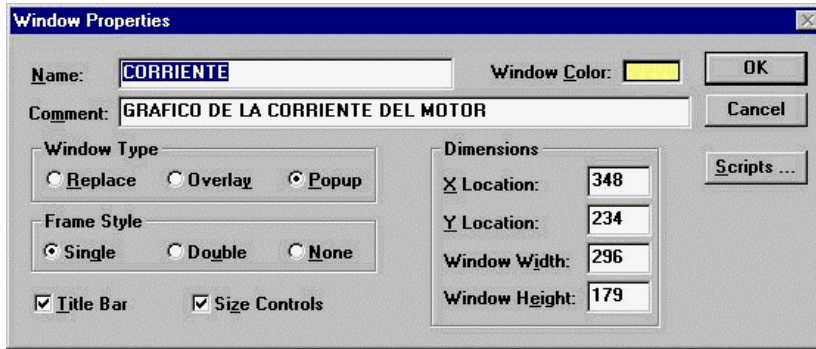 Window Properties
Name: CORRIENTE Window Color: OK
Comment: GRAFICO DE LA CORRIENTE DEL MOTOR Cancel
Window Type Dimensions Scripts ...
Replace Overlay Popup X Location: 348
Frame Style Y Location: 234
Single Double None Window Width: 296
Title Bar Size Controls Window Height: 179